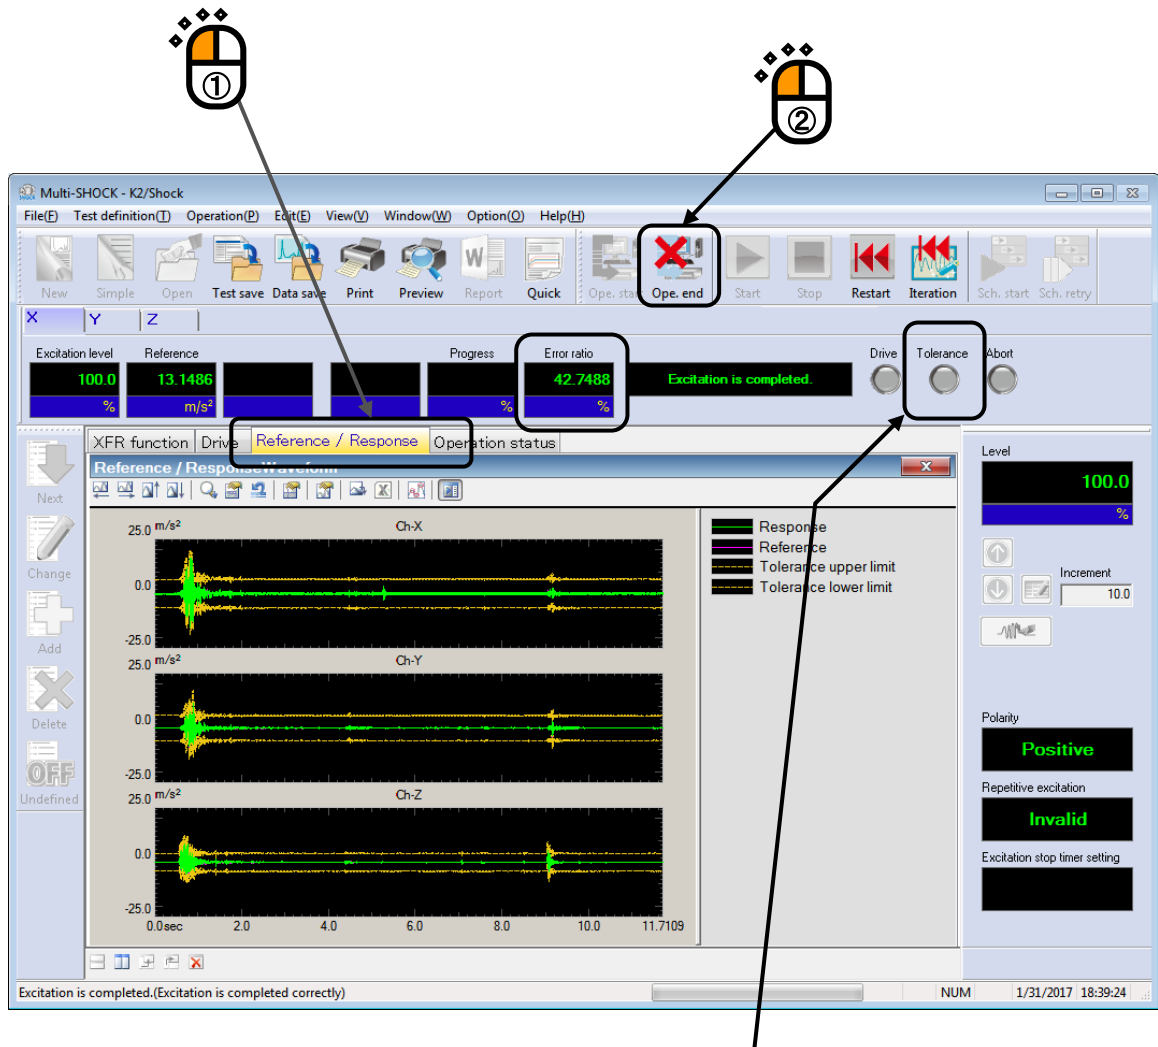 ①
②
Multi-SHOCK - K2/Shock
File(F) Test definition(T) Operation(P) Edit(E) View(V) Window(W) Option(O) Help(H)
New Simple Open Test save Data save Print Preview Report Quick Ope. start Ope. end Start Stop Restart Iteration Sch. start Sch. retry
X Y Z
Excitation level Reference Progress Error ratio Drive Tolerance Abort
100.0 13.1486 42.7488 Excitation is completed.
% m/s² % %
XFR function Drive Reference / Response Operation status
Reference / ResponseWaveform
Next
Change
Add
Delete
OFF
Undefined
25.0 m/s² Ch-X
0.0
-25.0
25.0 m/s² Ch-Y
0.0
-25.0
25.0 m/s² Ch-Z
0.0
-25.0
0.0sec 2.0 4.0 6.0 8.0 10.0 11.7109
Response
Reference
Tolerance upper limit
Tolerance lower limit
Level
100.0
%
Increment
10.0
Polarity
Positive
Repetitive excitation
Invalid
Excitation stop timer setting
Excitation is completed.(Excitation is completed correctly) NUM 1/31/2017 18:39:24